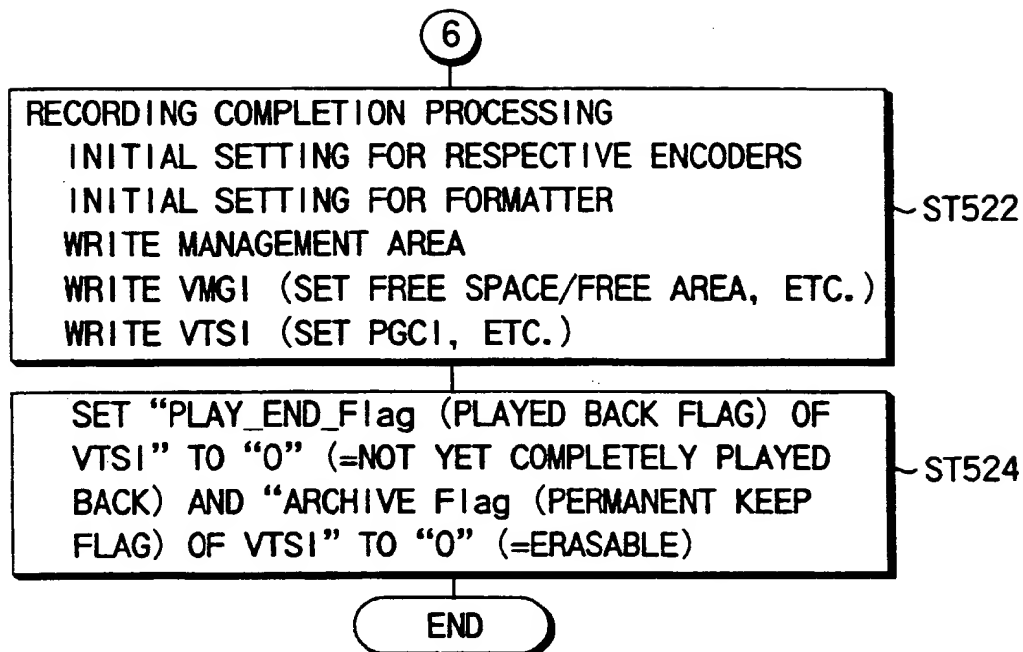 6
RECORDING COMPLETION PROCESSING
INITIAL SETTING FOR RESPECTIVE ENCODERS
INITIAL SETTING FOR FORMATTER
WRITE MANAGEMENT AREA
WRITE VMGI (SET FREE SPACE/FREE AREA, ETC.)
WRITE VTSI (SET PGCI, ETC.)
ST522
SET “PLAY_END_Flag (PLAYED BACK FLAG) OF
VTSI” TO “0” (=NOT YET COMPLETELY PLAYED
BACK) AND “ARCHIVE Flag (PERMANENT KEEP
FLAG) OF VTSI” TO “0” (=ERASABLE)
ST524
END